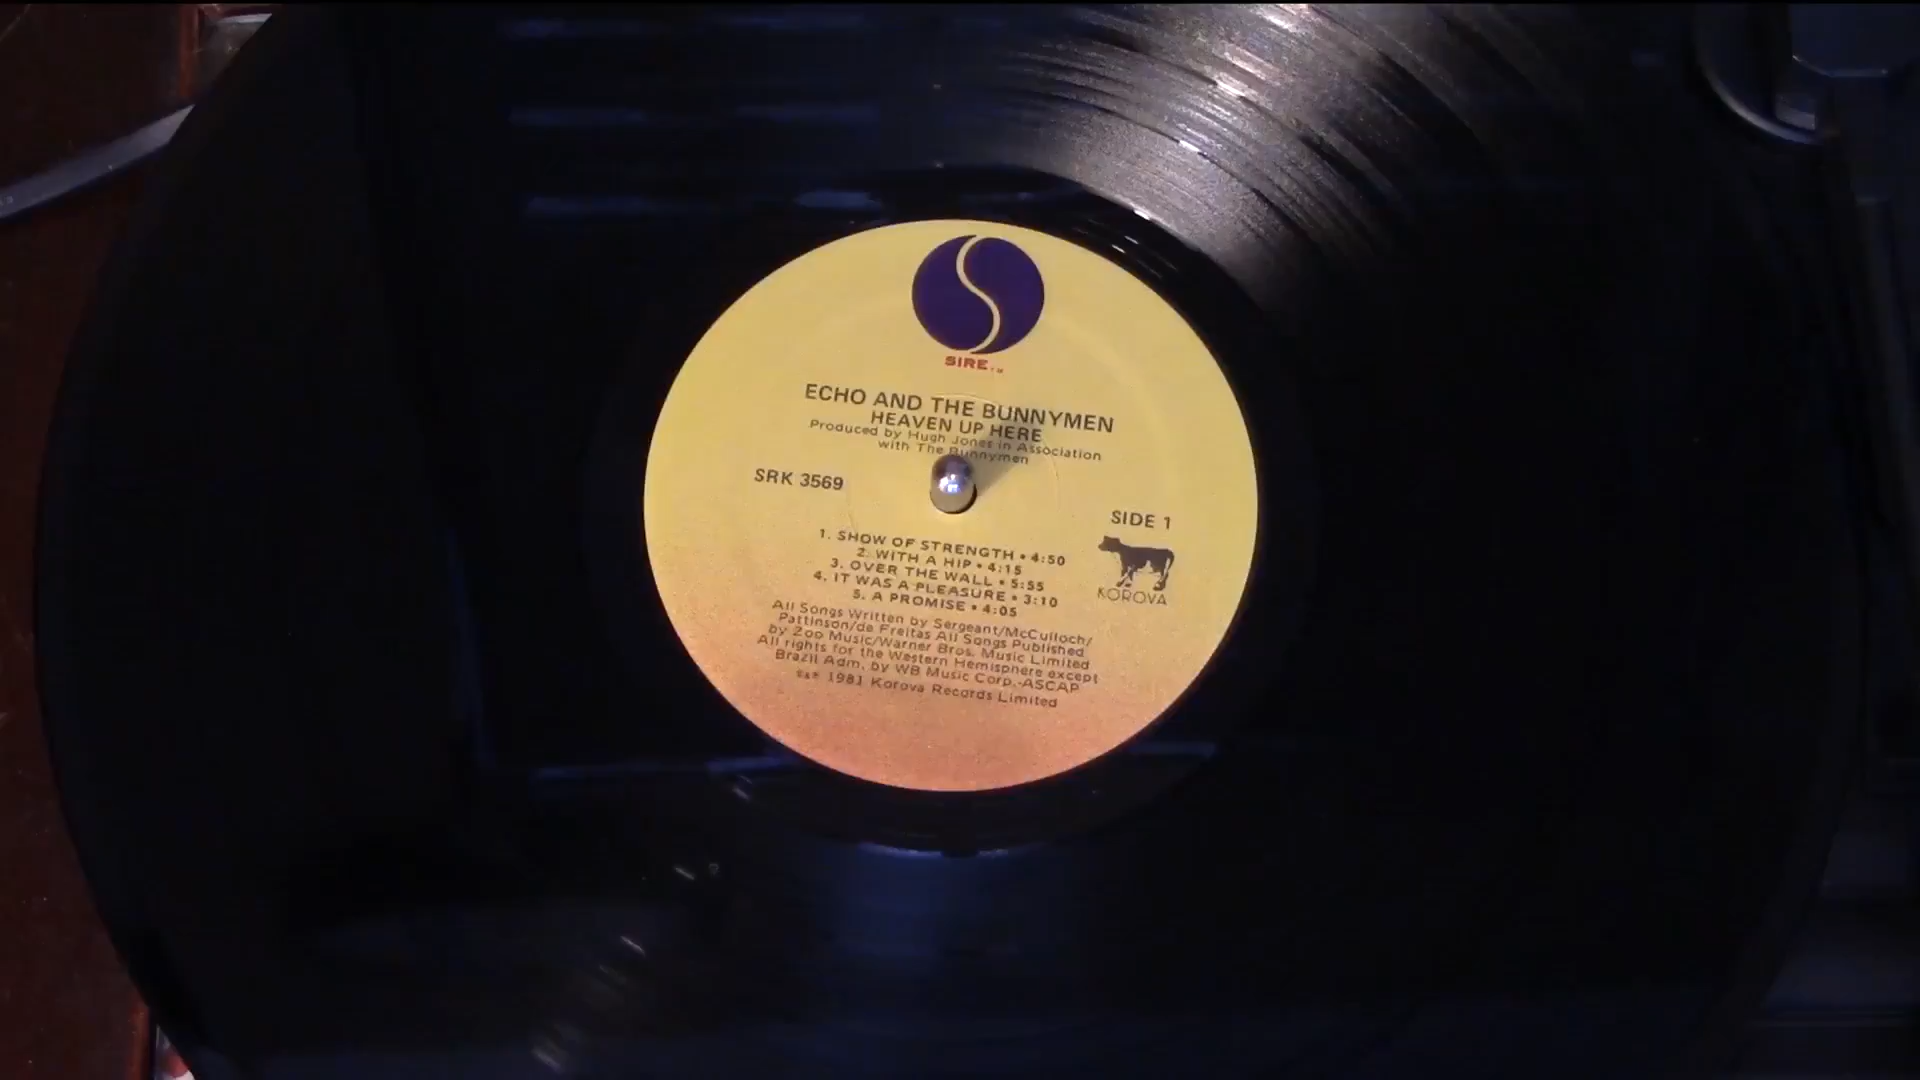 SIRE™
ECHO AND THE BUNNYMEN
HEAVEN UP HERE
Produced by Hugh Jones in Association
with The Bunnymen
SRK 3569
SIDE 1
1. SHOW OF STRENGTH • 4:50
2. WITH A HIP • 4:15
3. OVER THE WALL • 5:55
4. IT WAS A PLEASURE • 3:10
5. A PROMISE • 4:05
KOROVA
All Songs Written by Sergeant/McCulloch/
Pattinson/de Freitas All Songs Published
by Zoo Music/Warner Bros. Music Limited
All rights for the Western Hemisphere except
Brazil Adm. by WB Music Corp.-ASCAP
1981 Korova Records Limited